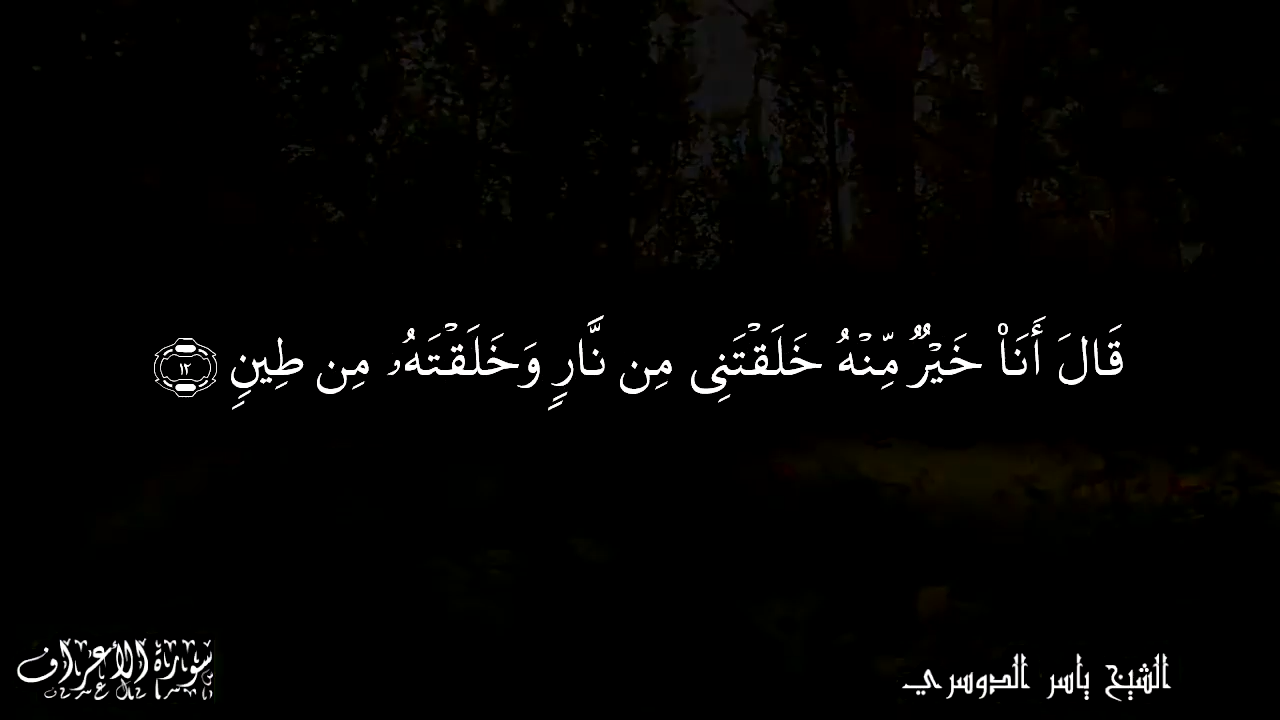 قَالَ أَنَا۠ خَيْرٌۭ مِّنْهُ خَلَقْتَنِى مِن نَّارٍۢ وَخَلَقْتَهُۥ مِن طِينٍۢ ١٢
سورة الأعراف
الشيخ ياسر الدوسري